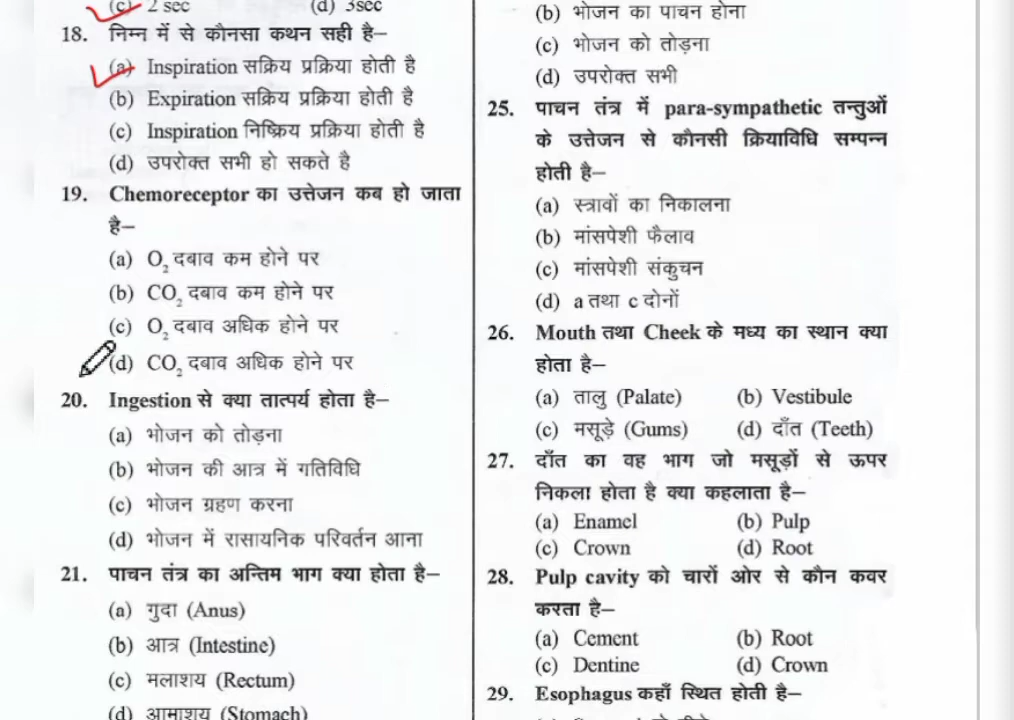 (c) 2 sec (d) 3sec
18. निम्न में से कौनसा कथन सही है–
(a) Inspiration सक्रिय प्रक्रिया होती है
(b) Expiration सक्रिय प्रक्रिया होती है
(c) Inspiration निष्क्रिय प्रक्रिया होती है
(d) उपरोक्त सभी हो सकते है
19. Chemoreceptor का उत्तेजन कब हो जाता
है–
(a) O₂ दबाव कम होने पर
(b) CO₂ दबाव कम होने पर
(c) O₂ दबाव अधिक होने पर
(d) CO₂ दबाव अधिक होने पर
20. Ingestion से क्या तात्पर्य होता है–
(a) भोजन को तोड़ना
(b) भोजन की आत्र में गतिविधि
(c) भोजन ग्रहण करना
(d) भोजन में रासायनिक परिवर्तन आना
21. पाचन तंत्र का अन्तिम भाग क्या होता है–
(a) गुदा (Anus)
(b) आत्र (Intestine)
(c) मलाशय (Rectum)
(d) आमाशय (Stomach)
(b) भोजन का पाचन होना
(c) भोजन को तोड़ना
(d) उपरोक्त सभी
25. पाचन तंत्र में para-sympathetic तन्तुओं
के उत्तेजन से कौनसी क्रियाविधि सम्पन्न
होती है–
(a) स्त्रावों का निकालना
(b) मांसपेशी फैलाव
(c) मांसपेशी संकुचन
(d) a तथा c दोनों
26. Mouth तथा Cheek के मध्य का स्थान क्या
होता है–
(a) तालु (Palate) (b) Vestibule
(c) मसूड़े (Gums) (d) दाँत (Teeth)
27. दाँत का वह भाग जो मसूड़ों से ऊपर
निकला होता है क्या कहलाता है–
(a) Enamel (b) Pulp
(c) Crown (d) Root
28. Pulp cavity को चारों ओर से कौन कवर
करता है–
(a) Cement (b) Root
(c) Dentine (d) Crown
29. Esophagus कहाँ स्थित होती है–